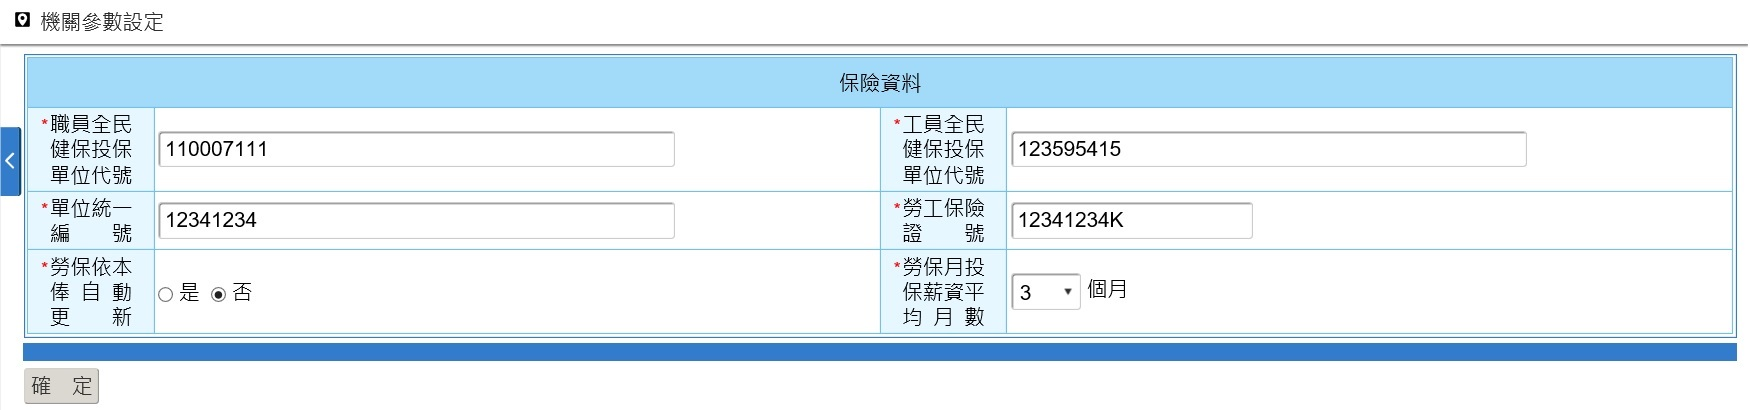 機關參數設定
保險資料
*職員全民
健保投保
單位代號
110007111
*工員全民
健保投保
單位代號
123595415
*單位統一
編號
12341234
*勞工保險
證號
12341234K
*勞保依本
俸自動
更新
是 否
*勞保月投
保薪資平
均月數
3 個月
確 定